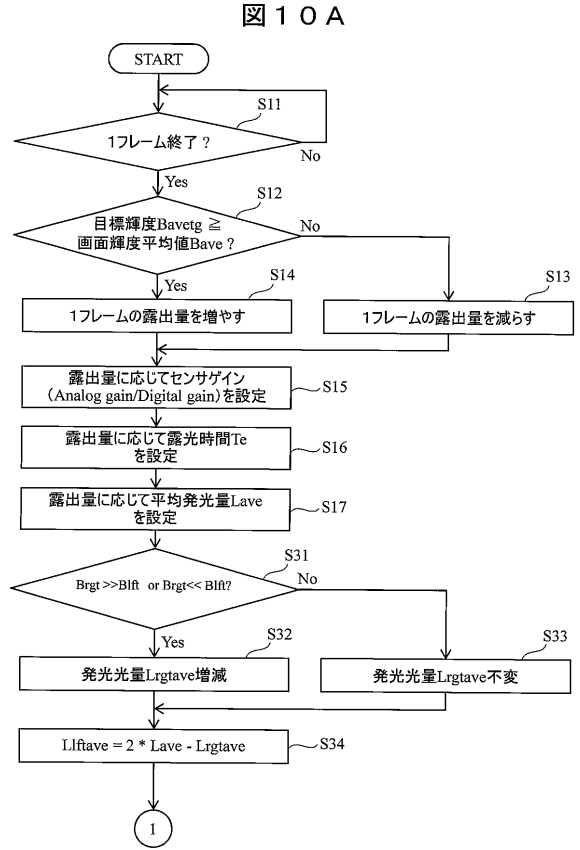 図１０A
START
S11
1フレーム終了？
No
Yes
S12
目標輝度Bavetg ≧
画面輝度平均値Bave？
No
Yes
S14
S13
1フレームの露出量を増やす
1フレームの露出量を減らす
露出量に応じてセンサゲイン
（Analog gain/Digital gain）を設定
S15
露出量に応じて露光時間Te
を設定
S16
露出量に応じて平均発光量Lave
を設定
S17
S31
Brgt >>Blft or Brgt<< Blft?
No
Yes
S32
S33
発光光量Lrgtave増減
発光光量Lrgtave不変
Llftave = 2 * Lave - Lrgtave
S34
1